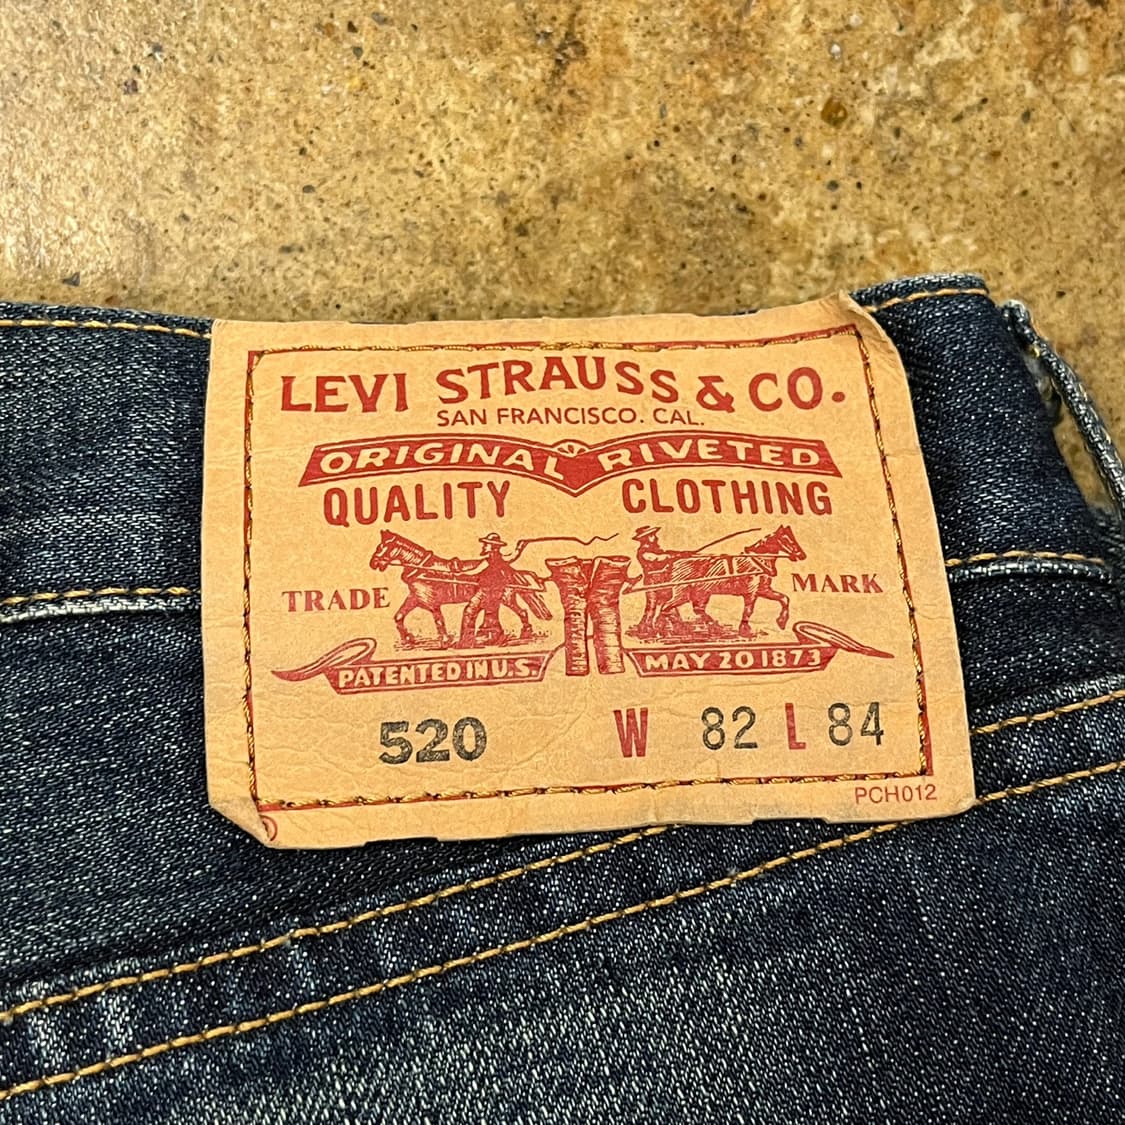 LEVI STRAUSS & CO.
SAN FRANCISCO. CAL.
ORIGINAL RIVETED
QUALITY CLOTHING
TRADE MARK
PATENTED IN U.S. MAY 20 1873
520 W 82 L 84
PCH012